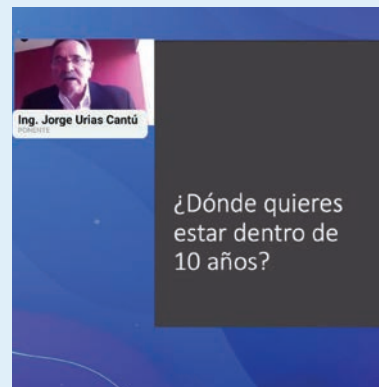 Ing. Jorge Urias Cantú
PONENTE
¿Dónde quieres
estar dentro de
10 años?